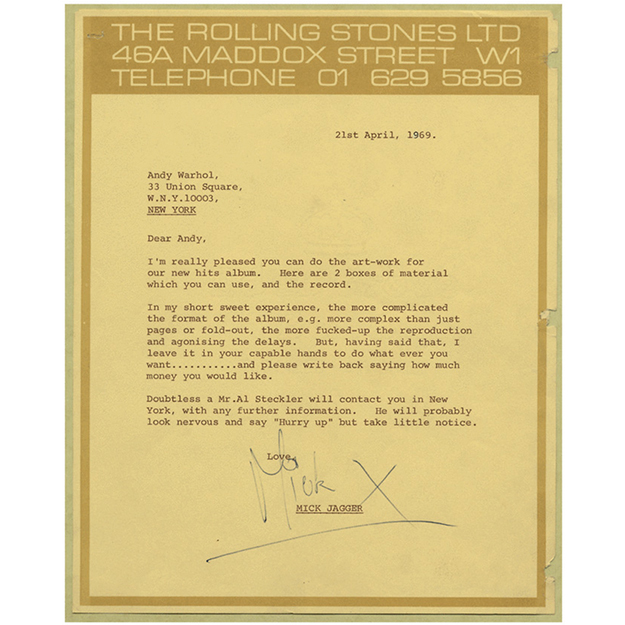 THE ROLLING STONES LTD
46A MADDOX STREET W1
TELEPHONE 01 629 5856
21st April, 1969.
Andy Warhol,
33 Union Square,
W.N.Y.10003,
NEW YORK
Dear Andy,
I'm really pleased you can do the art-work for
our new hits album. Here are 2 boxes of material
which you can use, and the record.
In my short sweet experience, the more complicated
the format of the album, e.g. more complex than just
pages or fold-out, the more fucked-up the reproduction
and agonising the delays. But, having said that, I
leave it in your capable hands to do what ever you
want...........and please write back saying how much
money you would like.
Doubtless a Mr.Al Steckler will contact you in New
York, with any further information. He will probably
look nervous and say "Hurry up" but take little notice.
Love,
Mick X
MICK JAGGER